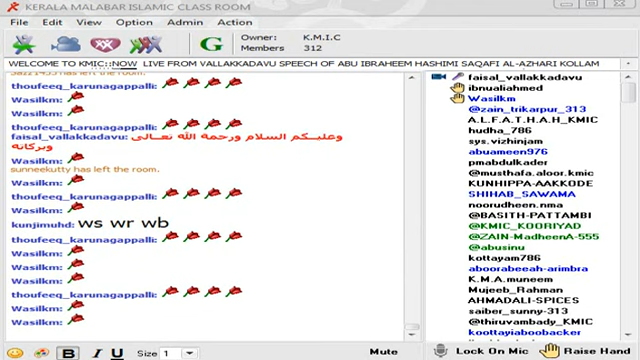 KERALA MALABAR ISLAMIC CLASS ROOM
File Edit View Option Admin Action
G Owner: K.M.I.C
Members 312
WELCOME TO KMIC::NOW LIVE FROM VALLAKKADAVU SPEECH OF ABU IBRAHEEM HASHIMI SAQAFI AL-AZHARI KOLLAM
has left the room.
thoufeeq_karunagappalli:
Wasilkm:
Wasilkm:
thoufeeq_karunagappalli:
faisal_vallakkadavu: وعليكم السلام ورحمة الله تعالى
وبركاته
Wasilkm:
sunneekutty has left the room.
Wasilkm:
thoufeeq_karunagappalli:
Wasilkm:
kunjimuhd: ws wr wb
thoufeeq_karunagappalli:
Wasilkm:
Wasilkm:
Wasilkm:
thoufeeq_karunagappalli:
Wasilkm:
Wasilkm:
faisal_vallakkadavu
ibnualiahmed
Wasilkm
@zain_trikarpur_313
A.L.F.A.T.H.A.H_KMIC
hudha_786
sys.vizhinjam
abuameen976
pmabdulkader
@musthafa.aloor.kmic
KUNHIPPA-AAKKODE
SHIHAB_SAWAMA
noorudheen.nma
@BASITH-PATTAMBI
@KMIC_KOORIYAD
@ZAIN-MadheenA-555
@abusinu
kottayam786
aboorabeeah-arimbra
K.M.A.muneem
Mujeeb_Rahman
AHMADALI-SPICES
saiber_sunny-313
@thiruvambady_KMIC
koottayiaboobacker
B I U Size 1 Mute Lock On Mic Raise Hand